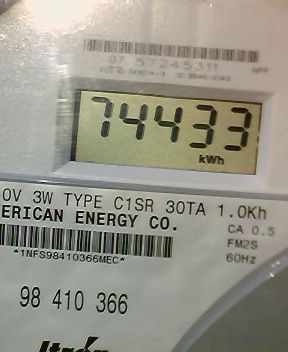 07 57245311
74433
kWh
0V 3W TYPE C1SR 30TA 1.0Kh
ERICAN ENERGY CO.
CA 0.5
FM2S
60Hz
*1NFS98410366MEC*
98 410 366
Itron